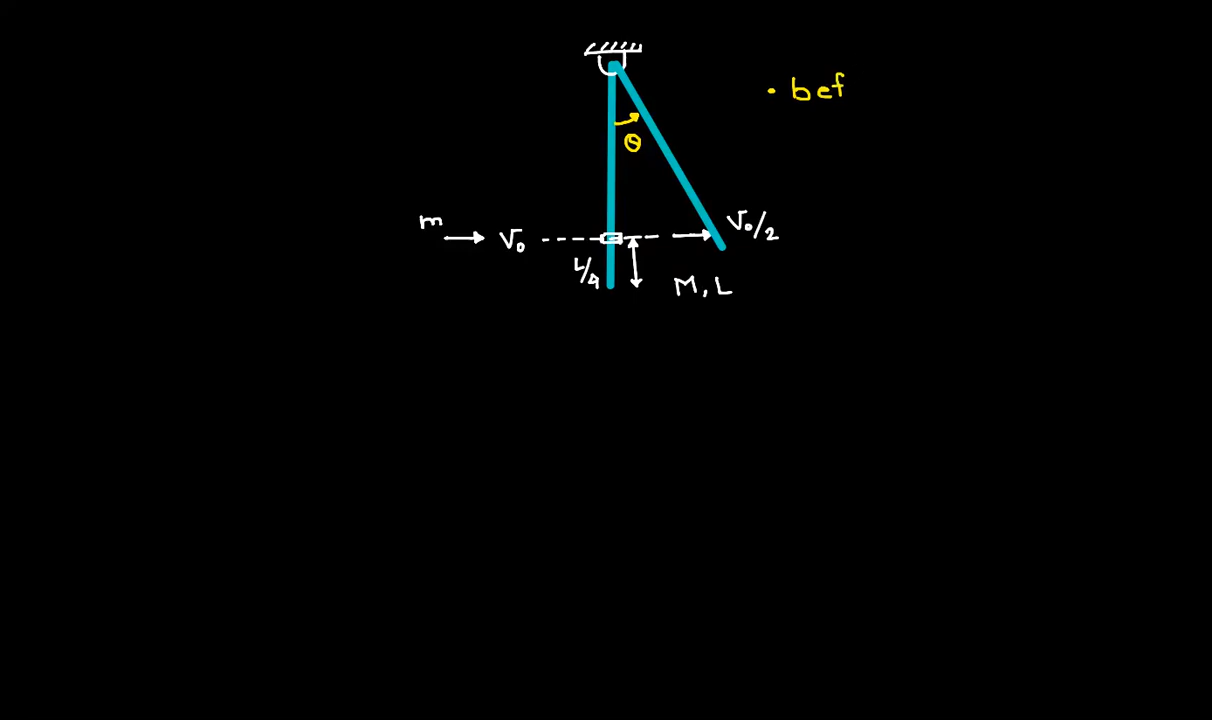 • bef
θ
m → V₀
V₀/2
L/4
M, L